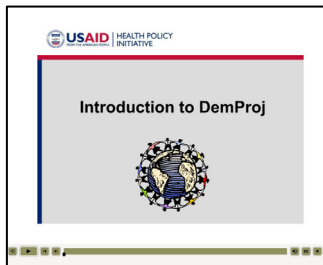 USAID
FROM THE AMERICAN PEOPLE
HEALTH POLICY
INITIATIVE
Introduction to DemProj